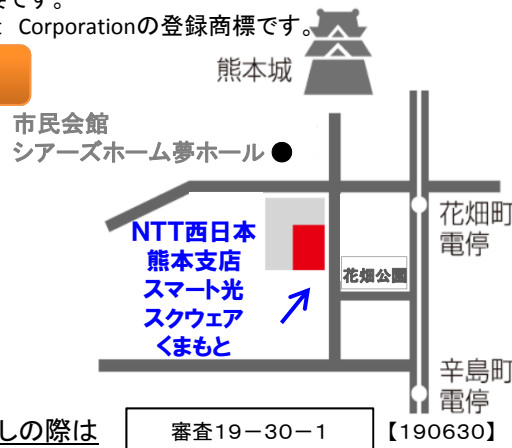 要です。
Corporationの登録商標です。
熊本城
市民会館
シアーズホーム夢ホール
花畑町
電停
NTT西日本
熊本支店
スマート光
スクウェア
くまもと
花畑公園
辛島町
電停
しの際は
審査19－30－1
【190630】